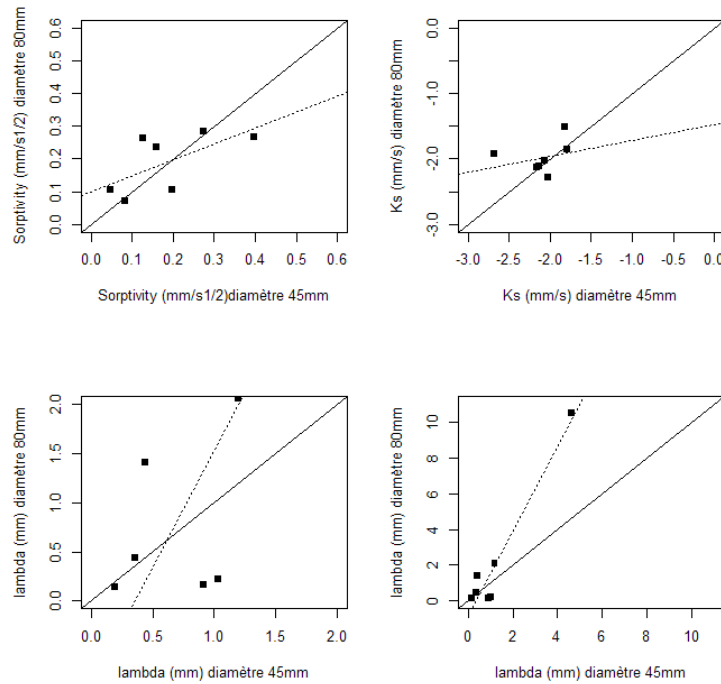 Sorptivity (mm/s1/2) diamètre 80mm
0.0 0.1 0.2 0.3 0.4 0.5 0.6
0.0 0.1 0.2 0.3 0.4 0.5 0.6
Sorptivity (mm/s1/2)diamètre 45mm
Ks (mm/s) diamètre 80mm
-3.0 -2.0 -1.0 0.0
-3.0 -2.5 -2.0 -1.5 -1.0 -0.5 0.0
Ks (mm/s) diamètre 45mm
lambda (mm) diamètre 80mm
0.0 0.5 1.0 1.5 2.0
0.0 0.5 1.0 1.5 2.0
lambda (mm) diamètre 45mm
lambda (mm) diamètre 80mm
0 2 4 6 8 10
0 2 4 6 8 10
lambda (mm) diamètre 45mm